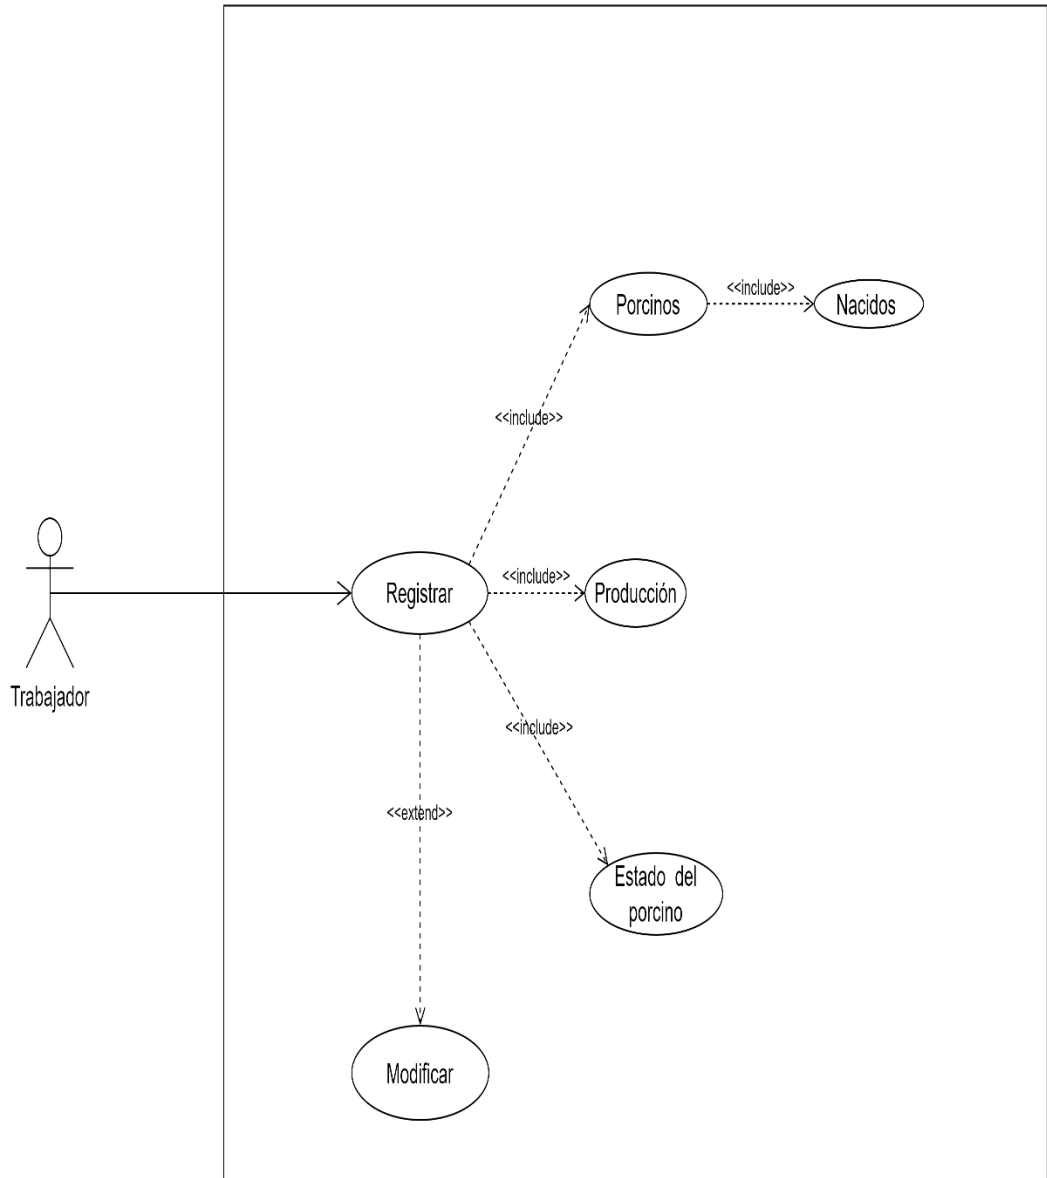 Porcinos
<<include>>
Nacidos
<<include>>
Registrar
<<include>>
Producción
Trabajador
<<include>>
<<extend>>
Estado del
porcino
Modificar